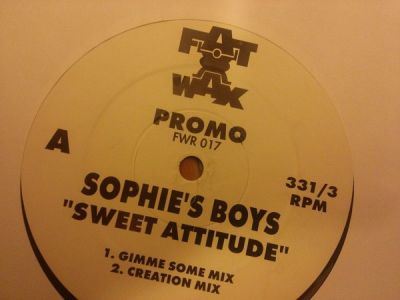 FAT
WAX
PROMO
FWR 017
A
331/3
RPM
SOPHIE'S BOYS
"SWEET ATTITUDE"
1. GIMME SOME MIX
2. CREATION MIX